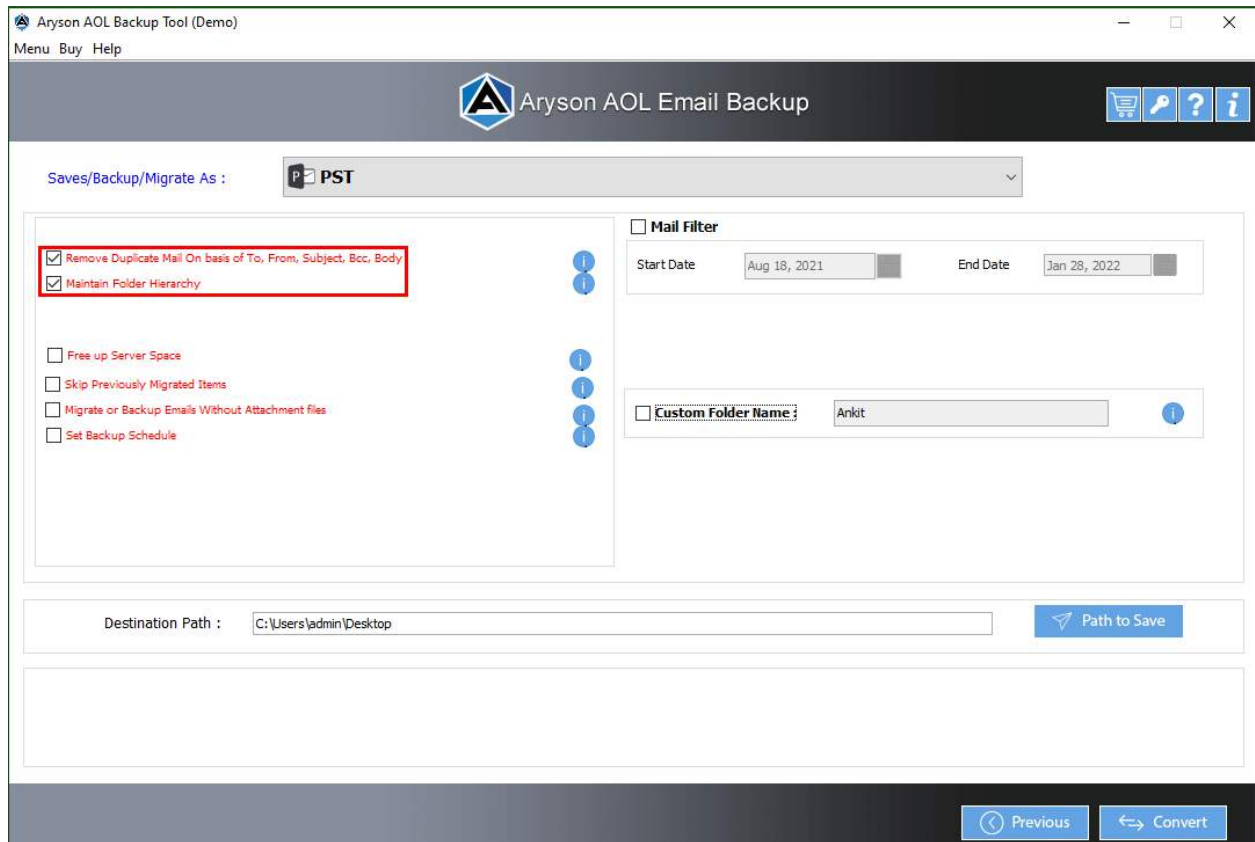 Aryson AOL Backup Tool (Demo)
Menu Buy Help
Aryson AOL Email Backup
Saves/Backup/Migrate As :
PST
Remove Duplicate Mail On basis of To, From, Subject, Bcc, Body
Maintain Folder Hierarchy
Free up Server Space
Skip Previously Migrated Items
Migrate or Backup Emails Without Attachment files
Set Backup Schedule
Mail Filter
Start Date Aug 18, 2021 End Date Jan 28, 2022
Custom Folder Name : Ankit
Destination Path : C:\Users\admin\Desktop Path to Save
Previous Convert